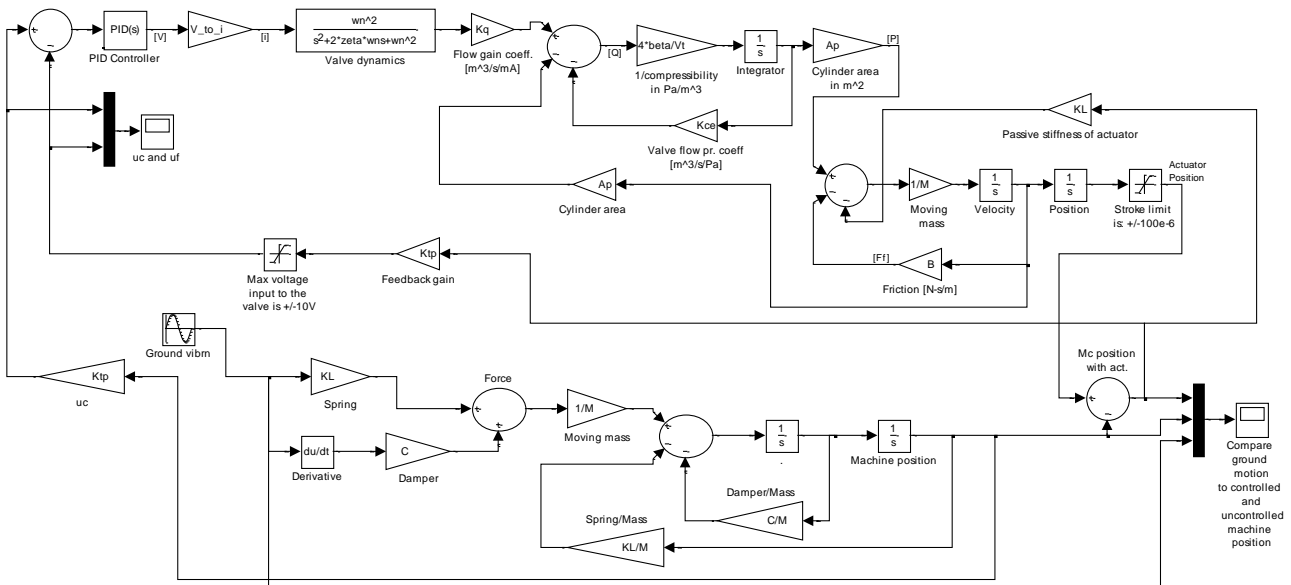 PID(s)
PID Controller
[V]
V_to_i
[i]
wn^2
s^2+2*zeta*wns+wn^2
Valve dynamics
Kq
Flow gain coeff.
[m^3/s/mA]
[Q]
4*beta/Vt
1/compressibility
in Pa/m^3
1
s
Integrator
Ap
Cylinder area
in m^2
[P]
Kce
Valve flow pr. coeff
[m^3/s/Pa]
KL
Passive stiffness of actuator
uc and uf
Ap
Cylinder area
1/M
Moving
mass
1
s
Velocity
1
s
Position
Stroke limit
is: +/-100e-6
Actuator
Position
[Ff]
B
Friction [N-s/m]
Max voltage
input to the
valve is +/-10V
Ktp
Feedback gain
Ground vibrn
Ktp
uc
KL
Spring
Force
du/dt
Derivative
C
Damper
1/M
Moving mass
1
s
.
1
s
Machine position
Damper/Mass
C/M
Spring/Mass
KL/M
Mc position
with act.
Compare
ground
motion
to controlled
and
uncontrolled
machine
position